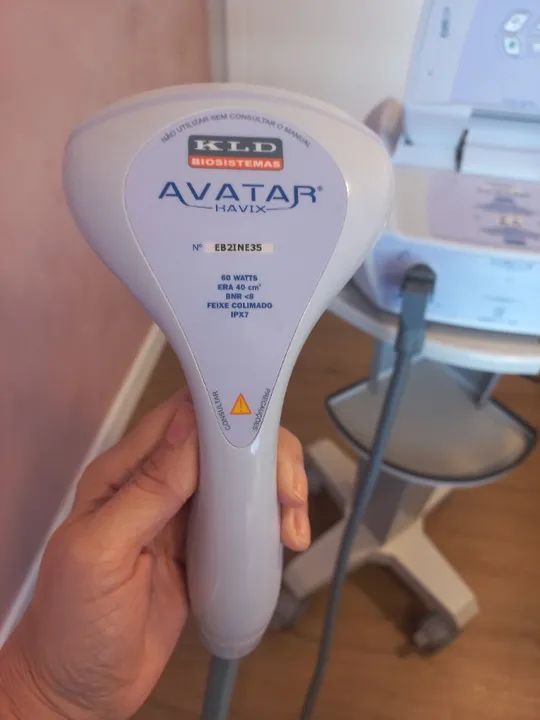 NÃO UTILIZAR SEM CONSULTAR O MANUAL
KLD
BIOSISTEMAS
AVATAR®
HAVIX
Nº EB2INE35
60 WATTS
ERA 40 cm²
BNR <8
FEIXE COLIMADO
IPX7
CONSULTAR
PRECAUÇÕES